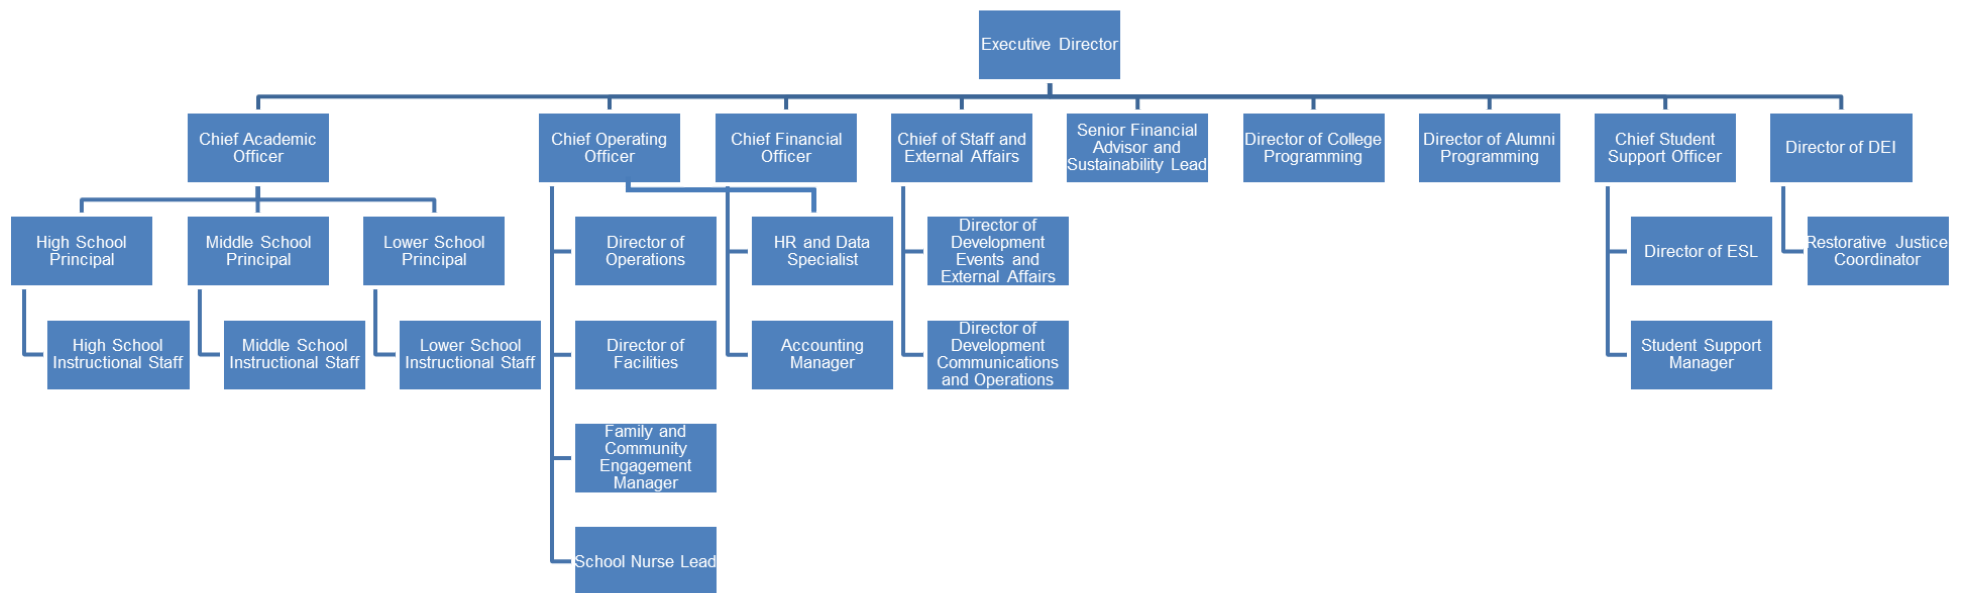 Executive Director
Chief Academic
Officer
Chief Operating
Officer
Chief Financial
Officer
Chief of Staff and
External Affairs
Senior Financial
Advisor and
Sustainability Lead
Director of College
Programming
Director of Alumni
Programming
Chief Student
Support Officer
Director of DEI
High School
Principal
Middle School
Principal
Lower School
Principal
Director of
Operations
HR and Data
Specialist
Director of
Development
Events and
External Affairs
Director of ESL
Restorative Justice
Coordinator
High School
Instructional Staff
Middle School
Instructional Staff
Lower School
Instructional Staff
Director of
Facilities
Accounting
Manager
Director of
Development
Communications
and Operations
Student Support
Manager
Family and
Community
Engagement
Manager
School Nurse Lead